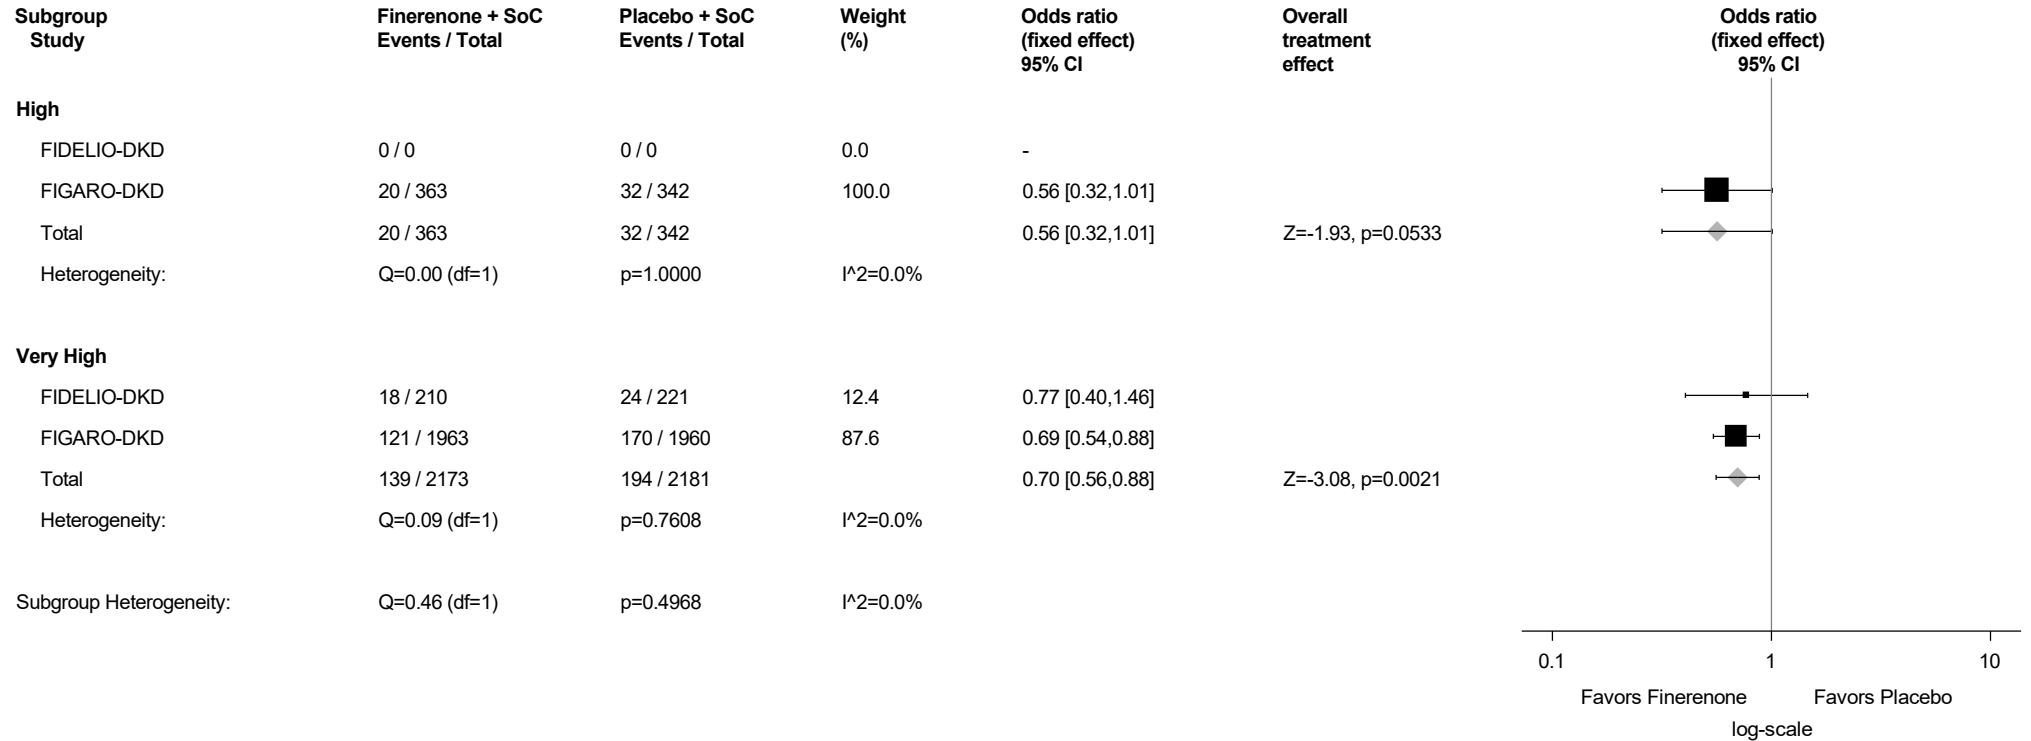 Subgroup Finerenone + SoC Placebo + SoC Weight Odds ratio Overall Odds ratio
Study Events / Total Events / Total (%) (fixed effect) treatment (fixed effect)
95% CI effect 95% CI
High
FIDELIO-DKD 0 / 0 0 / 0 0.0 -
FIGARO-DKD 20 / 363 32 / 342 100.0 0.56 [0.32,1.01]
Total 20 / 363 32 / 342 0.56 [0.32,1.01] Z=-1.93, p=0.0533
Heterogeneity: Q=0.00 (df=1) p=1.0000 I^2=0.0%
Very High
FIDELIO-DKD 18 / 210 24 / 221 12.4 0.77 [0.40,1.46]
FIGARO-DKD 121 / 1963 170 / 1960 87.6 0.69 [0.54,0.88]
Total 139 / 2173 194 / 2181 0.70 [0.56,0.88] Z=-3.08, p=0.0021
Heterogeneity: Q=0.09 (df=1) p=0.7608 I^2=0.0%
Subgroup Heterogeneity: Q=0.46 (df=1) p=0.4968 I^2=0.0%
0.1 1 10
Favors Finerenone Favors Placebo
log-scale